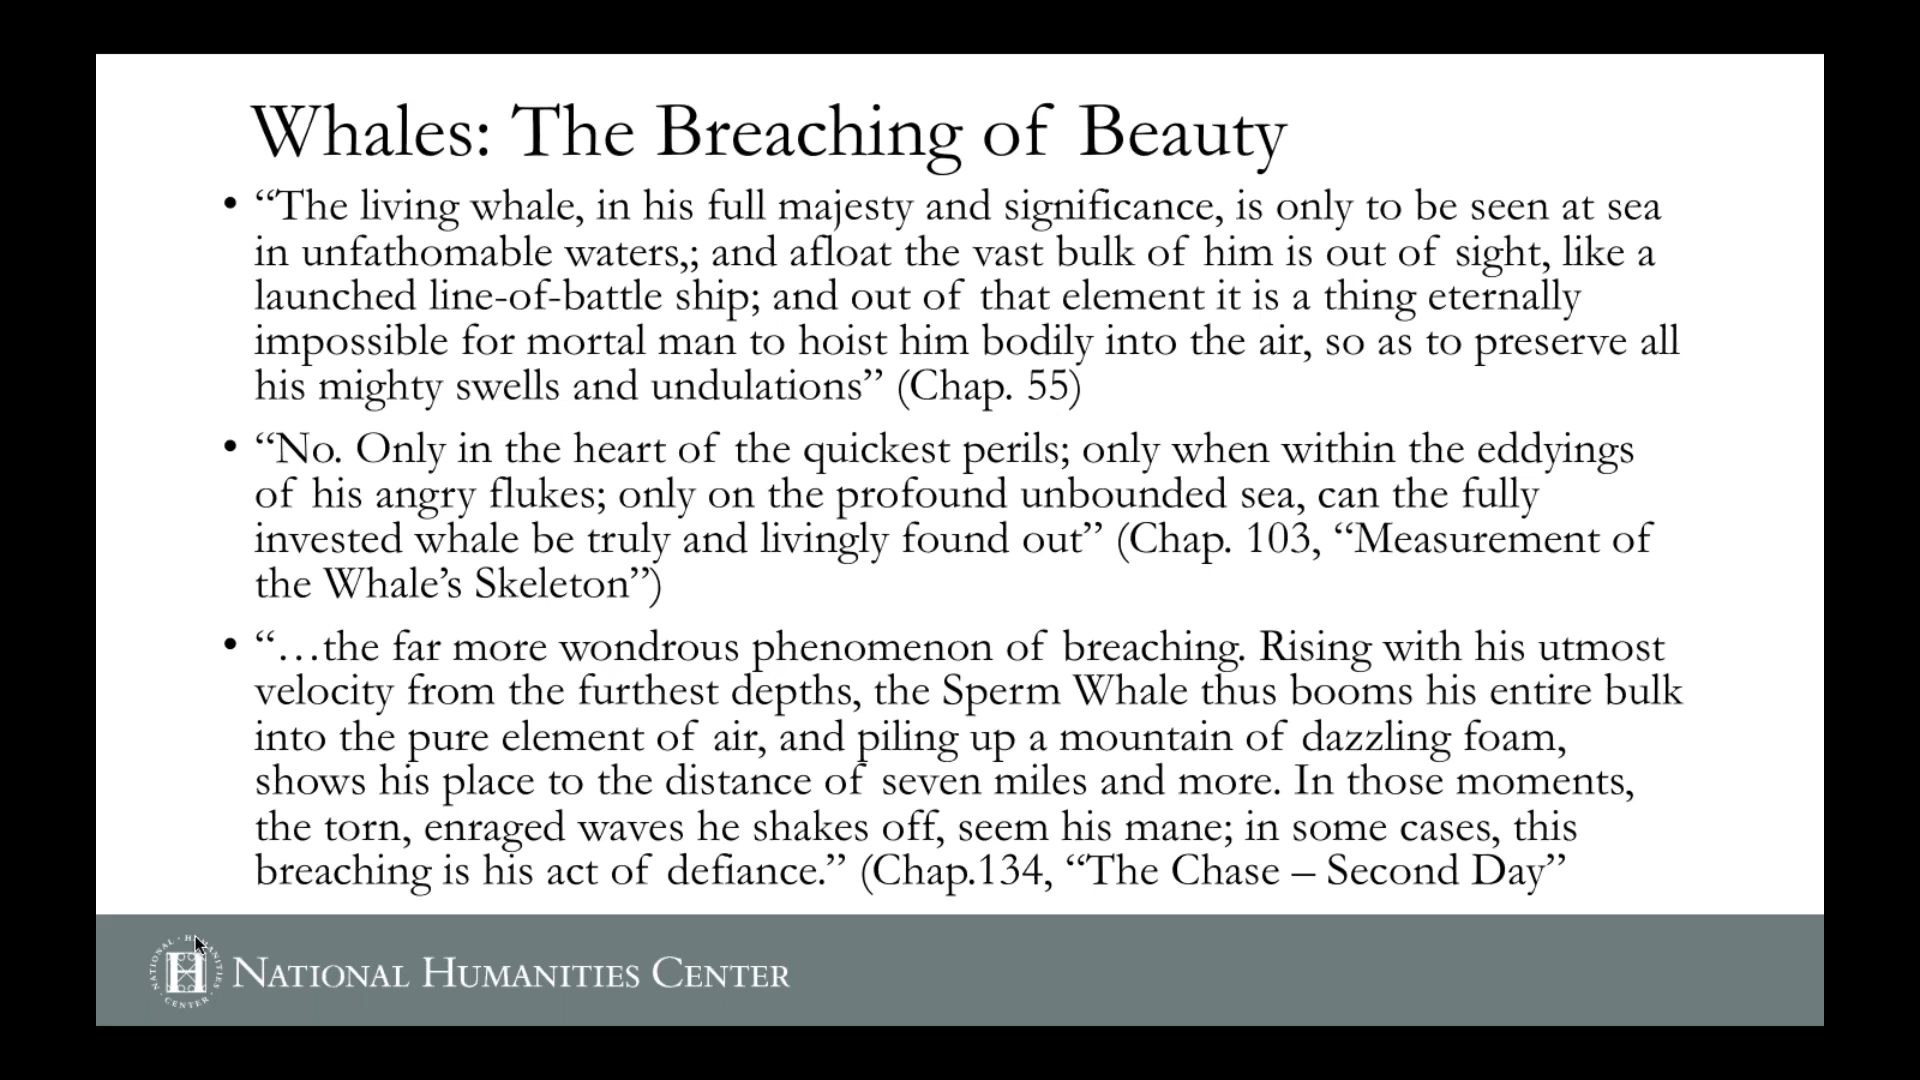 Whales: The Breaching of Beauty
• “The living whale, in his full majesty and significance, is only to be seen at sea
in unfathomable waters,; and afloat the vast bulk of him is out of sight, like a
launched line-of-battle ship; and out of that element it is a thing eternally
impossible for mortal man to hoist him bodily into the air, so as to preserve all
his mighty swells and undulations” (Chap. 55)
• “No. Only in the heart of the quickest perils; only when within the eddyings
of his angry flukes; only on the profound unbounded sea, can the fully
invested whale be truly and livingly found out” (Chap. 103, “Measurement of
the Whale’s Skeleton”)
• “…the far more wondrous phenomenon of breaching. Rising with his utmost
velocity from the furthest depths, the Sperm Whale thus booms his entire bulk
into the pure element of air, and piling up a mountain of dazzling foam,
shows his place to the distance of seven miles and more. In those moments,
the torn, enraged waves he shakes off, seem his mane; in some cases, this
breaching is his act of defiance.” (Chap.134, “The Chase – Second Day”
NATIONAL · HUMANITIES · CENTER ·
H
NATIONAL HUMANITIES CENTER